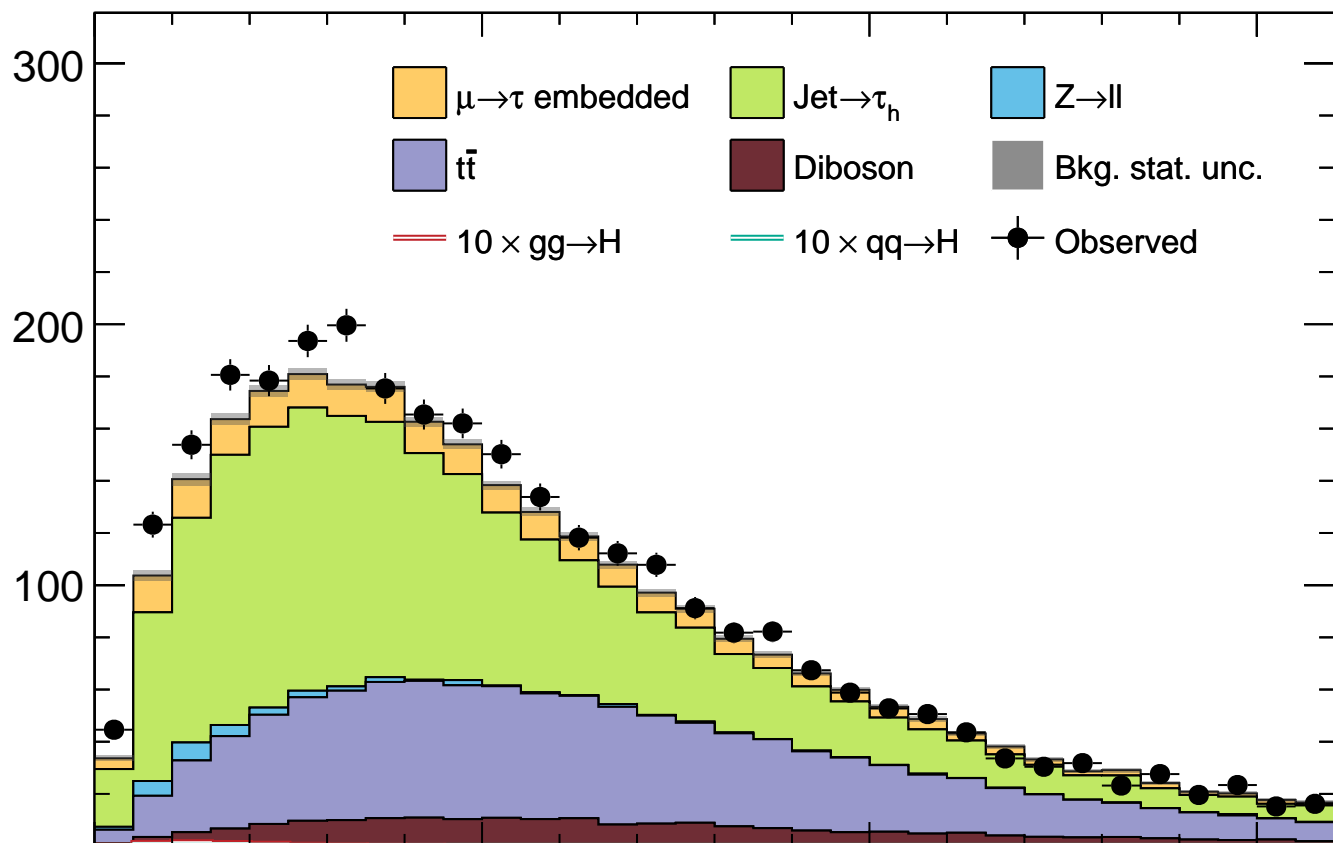 300
μ→τ embedded Jet→τh Z→ll
tt̄ Diboson Bkg. stat. unc.
10 × gg→H 10 × qq→H Observed
200
100